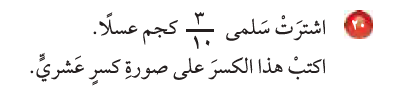 ٢٠ اشترَتْ سَلمى ٣/١٠ كجم عسلًا.
اكتبْ هذا الكسرَ على صورةِ كسرٍ عَشريٍّ.